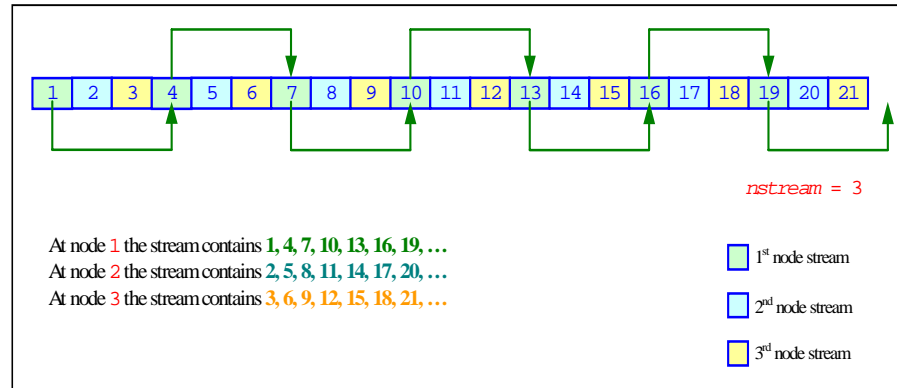 1 2 3 4 5 6 7 8 9 10 11 12 13 14 15 16 17 18 19 20 21
nstream = 3
At node 1 the stream contains 1, 4, 7, 10, 13, 16, 19, …
At node 2 the stream contains 2, 5, 8, 11, 14, 17, 20, …
At node 3 the stream contains 3, 6, 9, 12, 15, 18, 21, …
1st node stream
2nd node stream
3rd node stream